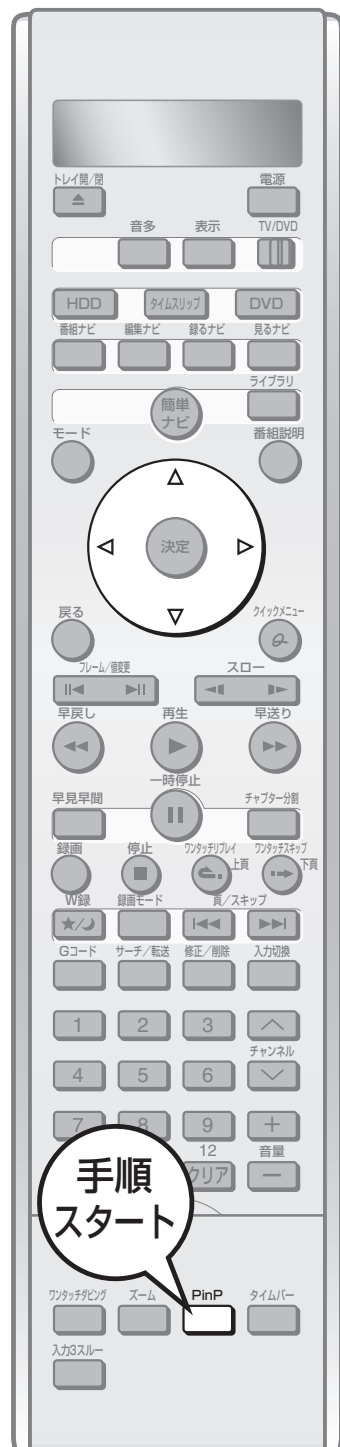 トレイ開/閉 電源
音多 表示 TV/DVD
HDD タイムスリップ DVD
番組ナビ 編集ナビ 録るナビ 見るナビ
ライブラリ
簡単
ナビ
モード 番組説明
決定
戻る クイックメニュー
フレーム/値変更 スロー
早戻し 再生 早送り
一時停止
早見早聞 チャプター分割
録画 停止 ワンタッチリプレイ ワンタッチスキップ
上頁 下頁
W録 録画モード 頁/スキップ
Gコード サーチ/転送 修正/削除 入力切換
1 2 3
チャンネル
4 5 6
7 8 9 +
12 音量
クリア −
手順
スタート
ワンタッチダビング ズーム PinP タイムバー
入力3スルー